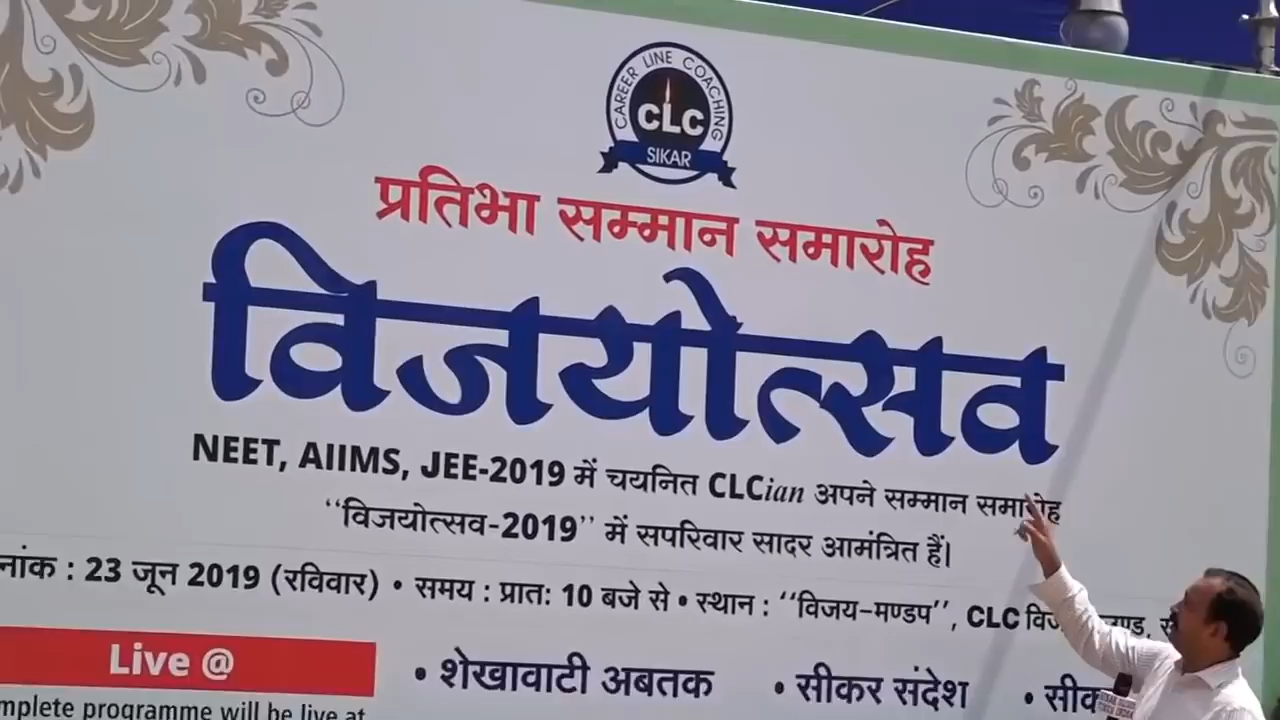 CAREER LINE COACHING
CLC
SIKAR
प्रतिभा सम्मान समारोह
विजयोत्सव
NEET, AIIMS, JEE-2019 में चयनित CLCian अपने सम्मान समारोह
“विजयोत्सव-2019” में सपरिवार सादर आमंत्रित हैं।
नांक : 23 जून 2019 (रविवार) • समय : प्रात: 10 बजे से • स्थान : “विजय-मण्डप”, CLC
Live @
• शेखावाटी अबतक • सीकर संदेश •
mplete programme will be live at